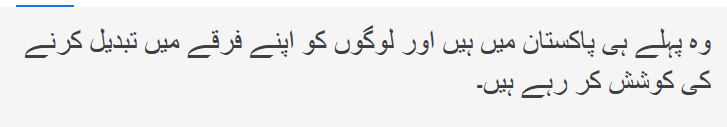 وہ پہلے ہی پاکستان میں ہیں اور لوگوں کو اپنے فرقے میں تبدیل کرنے
کی کوشش کر رہے ہیں۔